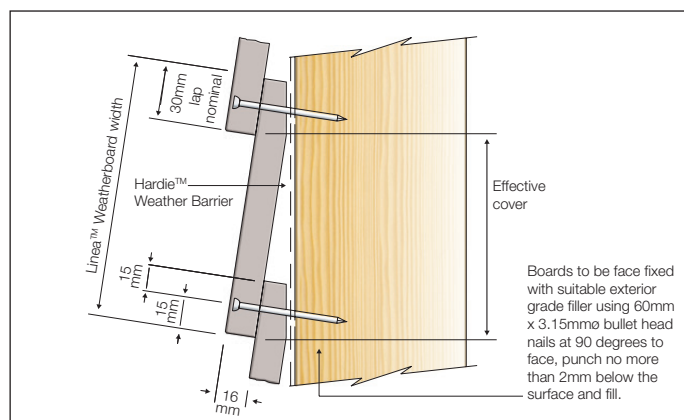 30mm
lap
nominal
Linea™ Weatherboard width
Hardie™
Weather Barrier
Effective
cover
15
mm
15
mm
16
mm
Boards to be face fixed
with suitable exterior
grade filler using 60mm
x 3.15mmø bullet head
nails at 90 degrees to
face, punch no more
than 2mm below the
surface and fill.